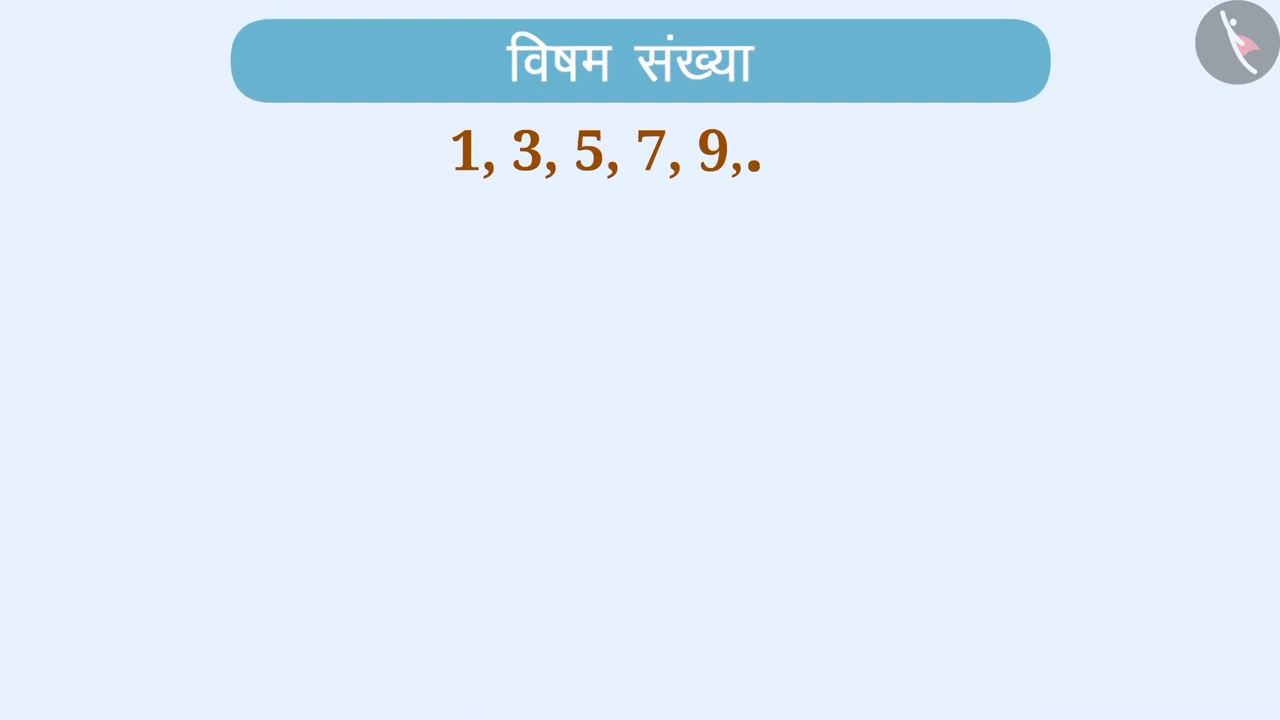 विषम संख्या
1, 3, 5, 7, 9,.